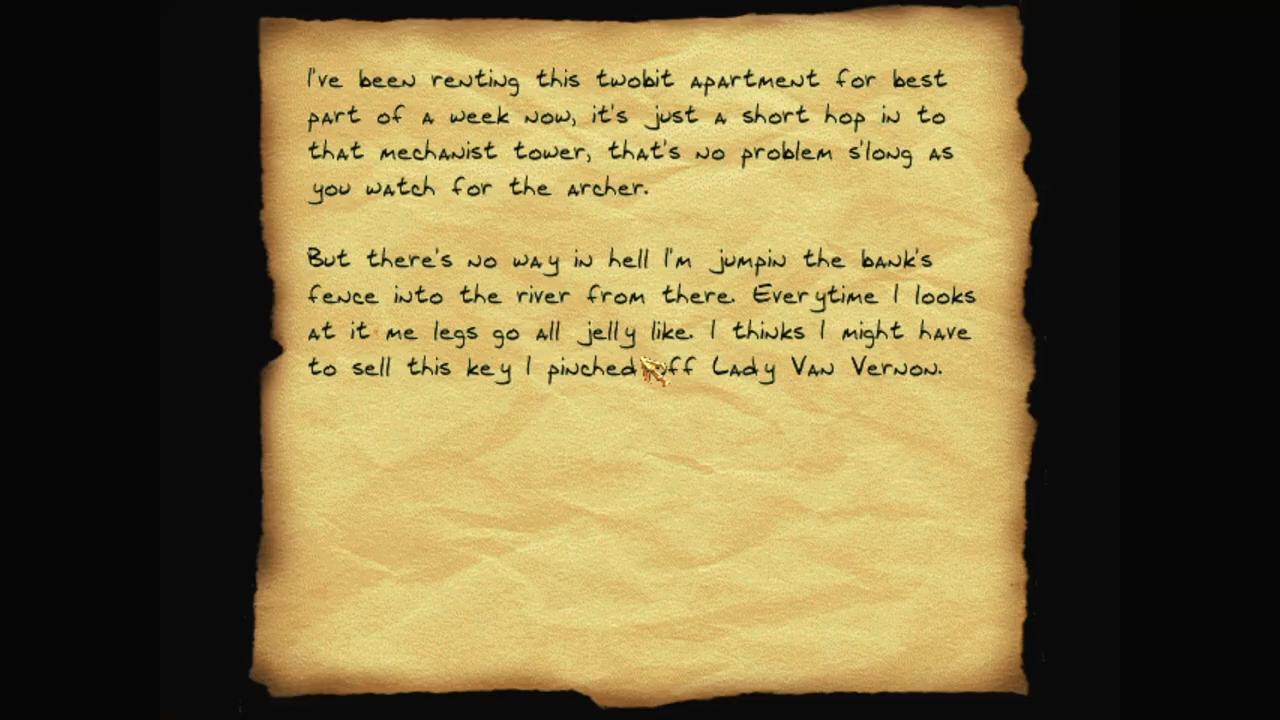 I've been renting this twobit apartment for best
part of a week now, it's just a short hop in to
that mechanist tower, that's no problem s'long as
you watch for the archer.
But there's no way in hell I'm jumpin the bank's
fence into the river from there. Everytime I looks
at it me legs go all jelly like. I thinks I might have
to sell this key I pinched off Lady Van Vernon.